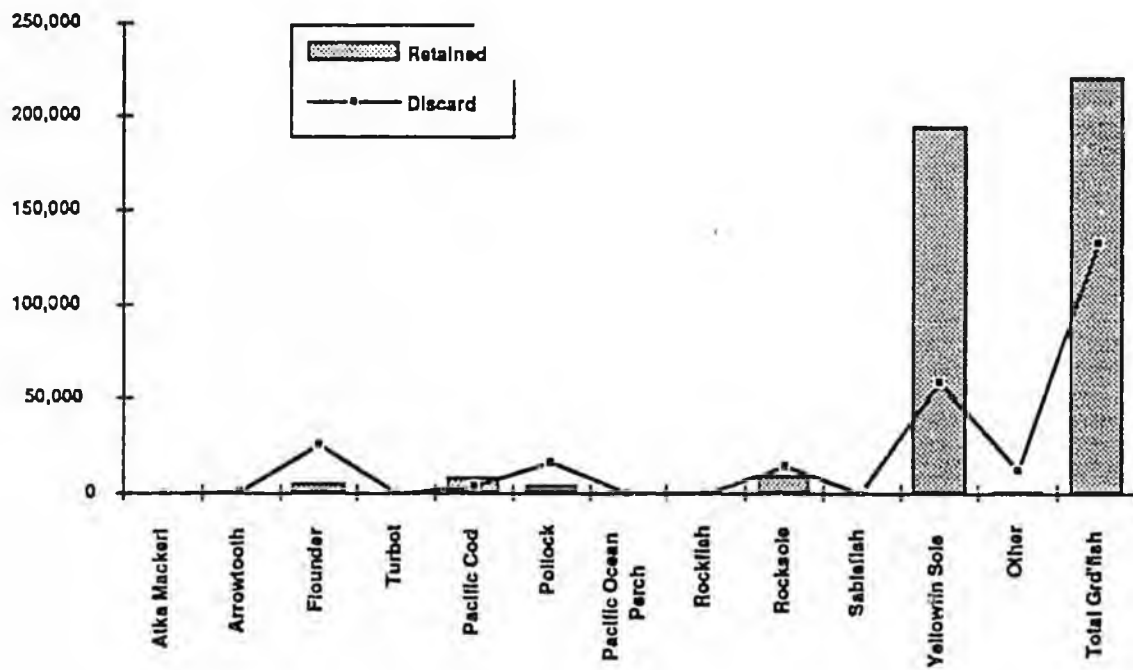 250,000
200,000
150,000
100,000
50,000
0
Retained
Discard
Atka Mackerl
Arrowtooth
Flounder
Turbot
Pacific Cod
Pollock
Pacific Ocean
Perch
Rockfish
Rocksole
Sablefish
Yellowfin Sole
Other
Total Grd'fish